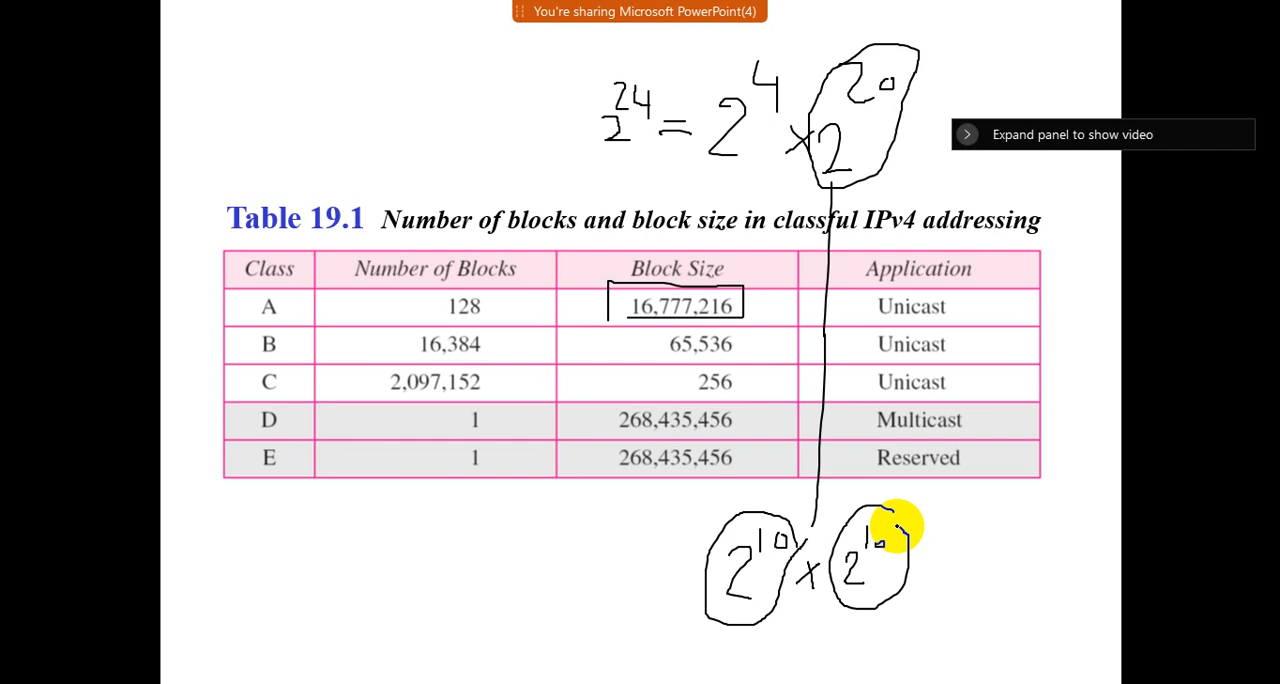 You're sharing Microsoft PowerPoint(4)
2^24 = 2^4 × 2^20
Expand panel to show video
Table 19.1 Number of blocks and block size in classful IPv4 addressing
Class Number of Blocks Block Size Application
A 128 16,777,216 Unicast
B 16,384 65,536 Unicast
C 2,097,152 256 Unicast
D 1 268,435,456 Multicast
E 1 268,435,456 Reserved
2^10 × 2^10